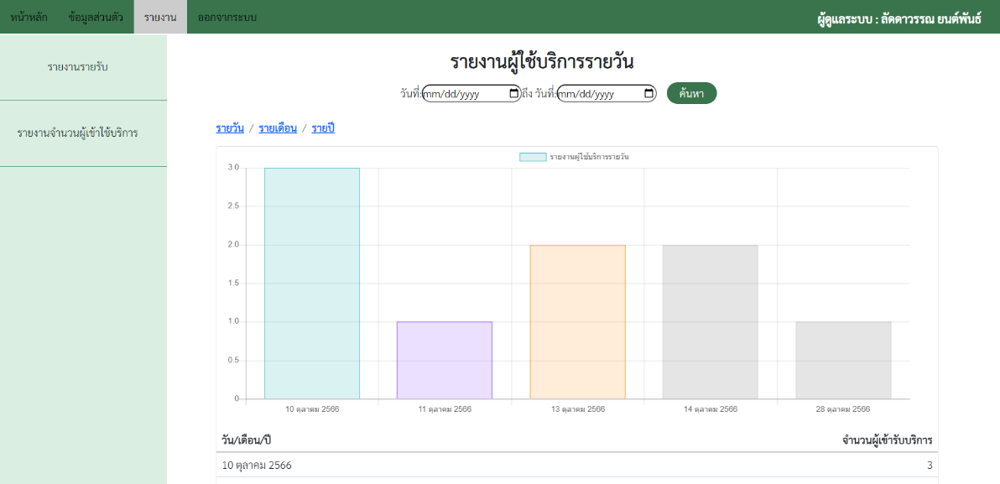 หน้าหลัก ข้อมูลส่วนตัว รายงาน ออกจากระบบ ผู้ดูแลระบบ : ลัดดาวรรณ ยนต์พันธ์
รายงานรายรับ
รายงานจำนวนผู้เข้าใช้บริการ
รายงานผู้ใช้บริการรายวัน
วันที่: mm/dd/yyyy ถึง วันที่: mm/dd/yyyy ค้นหา
รายวัน / รายเดือน / รายปี
รายงานผู้ใช้บริการรายวัน
3.0
2.5
2.0
1.5
1.0
0.5
0
10 ตุลาคม 2566 11 ตุลาคม 2566 13 ตุลาคม 2566 14 ตุลาคม 2566 28 ตุลาคม 2566
วัน/เดือน/ปี จำนวนผู้เข้ารับบริการ
10 ตุลาคม 2566 3